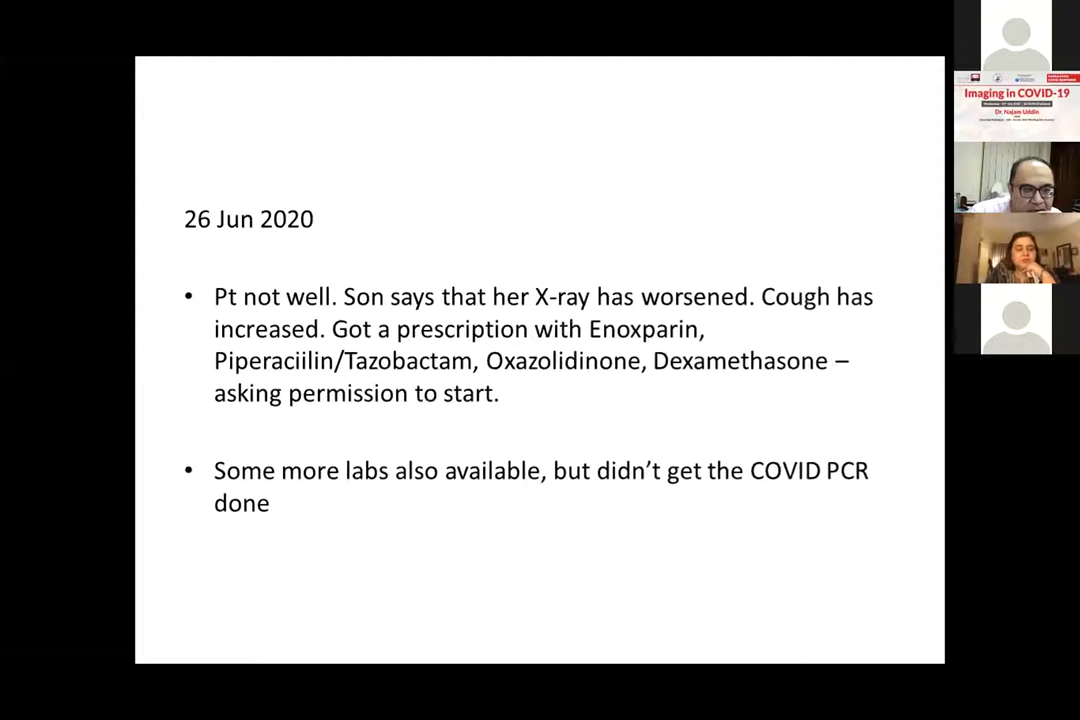 26 Jun 2020
• Pt not well. Son says that her X-ray has worsened. Cough has
increased. Got a prescription with Enoxparin,
Piperaciilin/Tazobactam, Oxazolidinone, Dexamethasone –
asking permission to start.
• Some more labs also available, but didn’t get the COVID PCR
done
Imaging in COVID-19
Dr. Najam Uddin